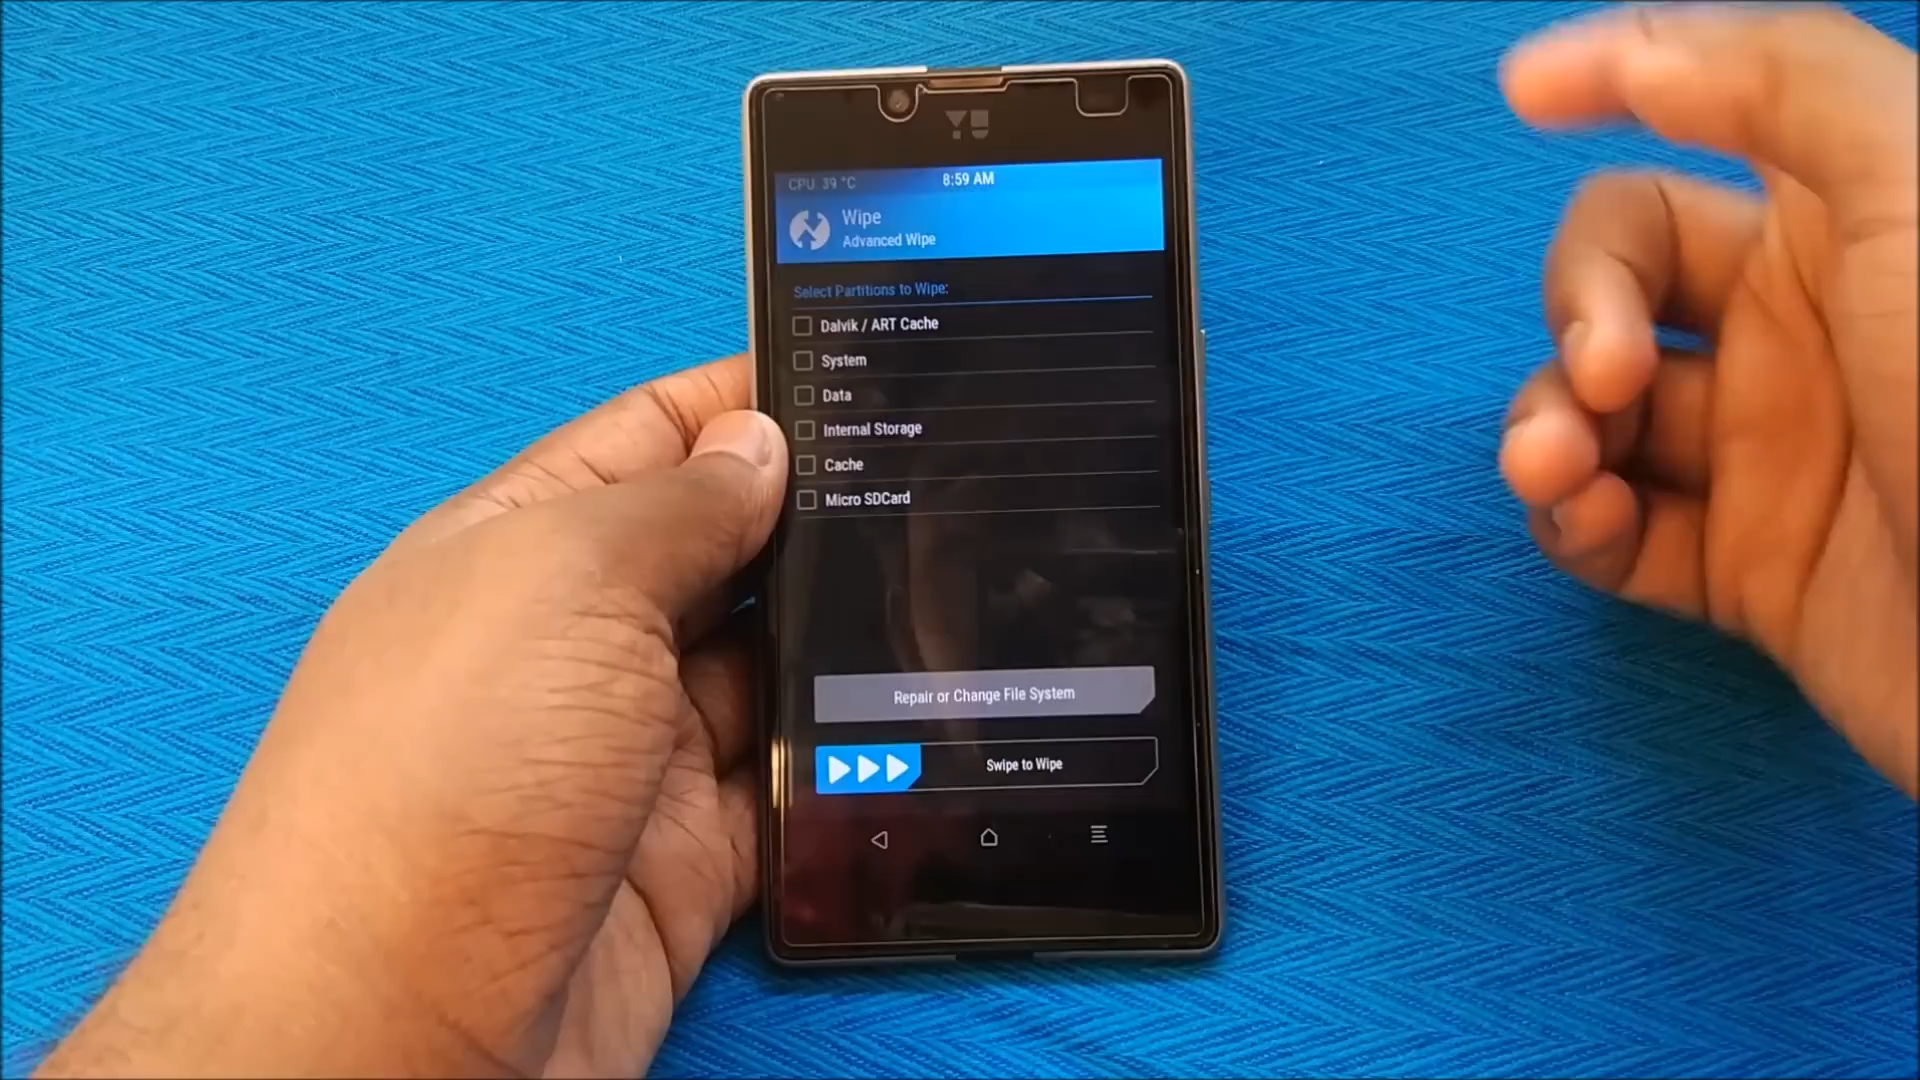 YU
CPU 39 °C
8:59 AM
Wipe
Advanced Wipe
Select Partitions to Wipe:
Dalvik / ART Cache
System
Data
Internal Storage
Cache
Micro SDCard
Repair or Change File System
Swipe to Wipe